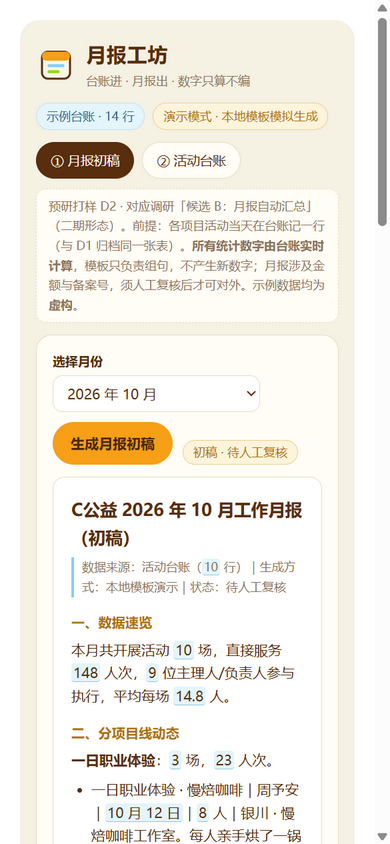 月报工坊
台账进 · 月报出 · 数字只算不编
示例台账 · 14 行
演示模式 · 本地模板模拟生成
① 月报初稿
② 活动台账
预研打样 D2 · 对应调研「候选 B：月报自动汇总」
（二期形态）。前提：各项目活动当天在台账记一行
（与 D1 归档同一张表）。所有统计数字由台账实时
计算，模板只负责组句，不产生新数字；月报涉及金
额与备案号，须人工复核后才可对外。示例数据均为
虚构。
选择月份
2026 年 10 月
生成月报初稿
初稿 · 待人工复核
C公益 2026 年 10 月工作月报
（初稿）
数据来源：活动台账（10 行）｜生成方
式：本地模板演示｜状态：待人工复核
一、数据速览
本月共开展活动 10 场，直接服务
148 人次，9 位主理人/负责人参与
执行，平均每场 14.8 人。
二、分项目线动态
一日职业体验：3 场，23 人次。
一日职业体验 · 慢焙咖啡｜周予安
｜10 月 12 日｜8 人｜银川 · 慢
焙咖啡工作室。每人亲手烘了一锅